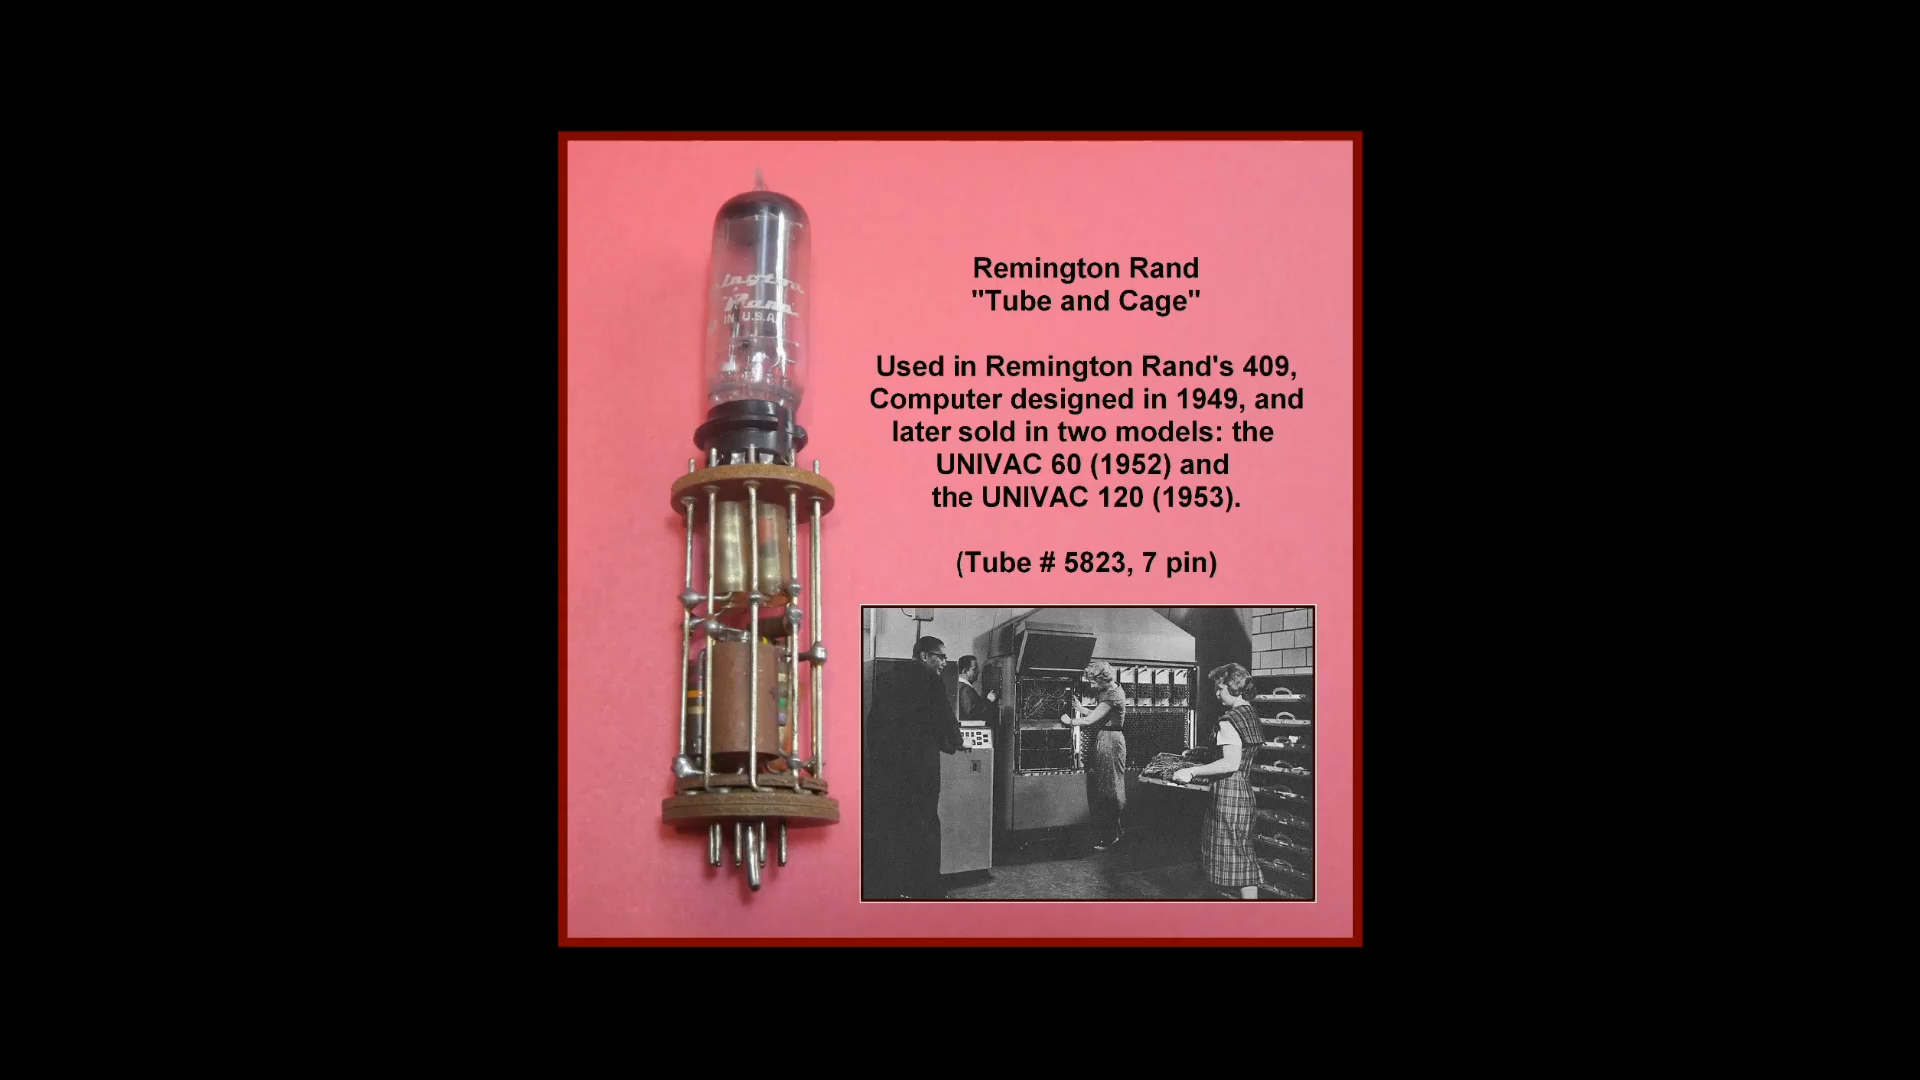 Rand
IN U.S.A.
Remington Rand
"Tube and Cage"
Used in Remington Rand's 409,
Computer designed in 1949, and
later sold in two models: the
UNIVAC 60 (1952) and
the UNIVAC 120 (1953).
(Tube # 5823, 7 pin)